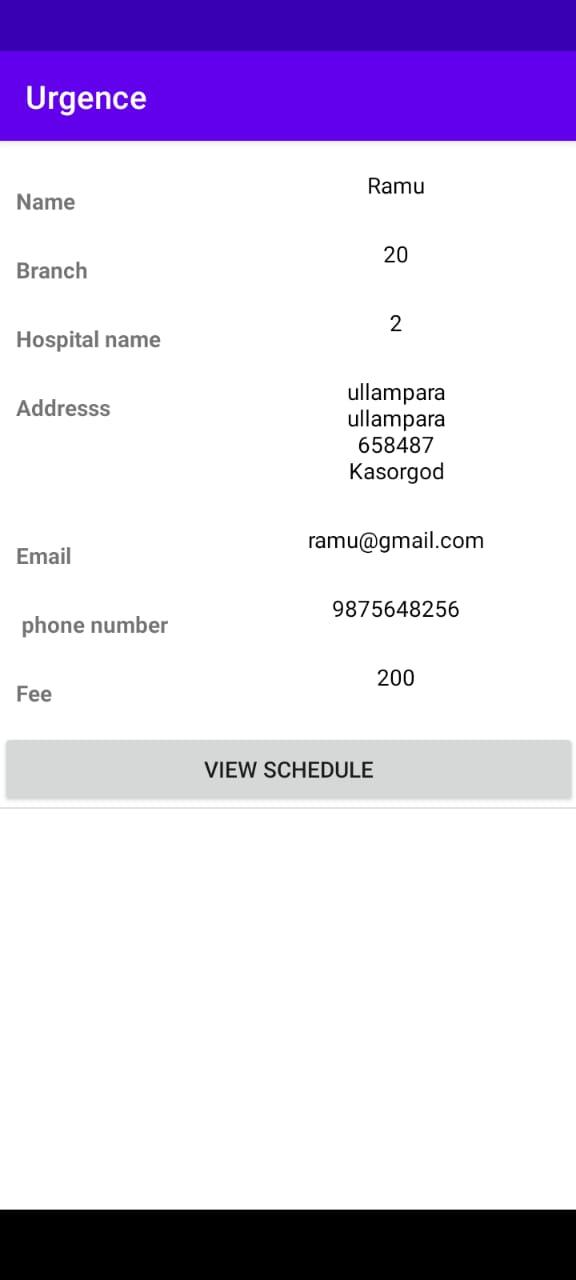 Urgence
Name
Ramu
Branch
20
Hospital name
2
Addresss
ullampara
ullampara
658487
Kasorgod
Email
ramu@gmail.com
phone number
9875648256
Fee
200
VIEW SCHEDULE